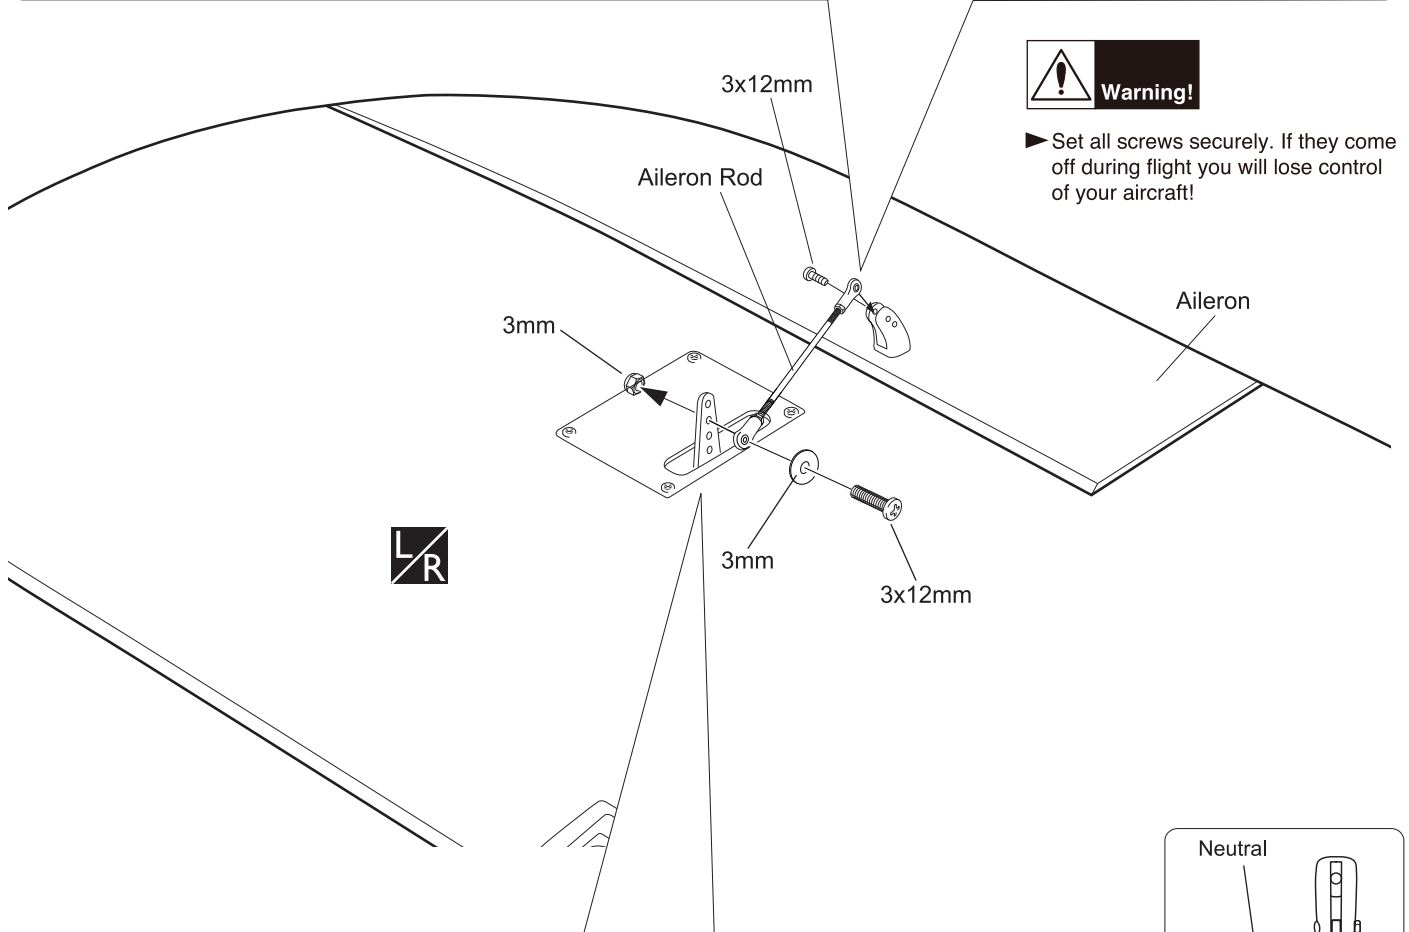 3x12mm
Warning!
Set all screws securely. If they come
off during flight you will lose control
of your aircraft!
Aileron Rod
Aileron
3mm
L/R
3mm
3x12mm
Neutral